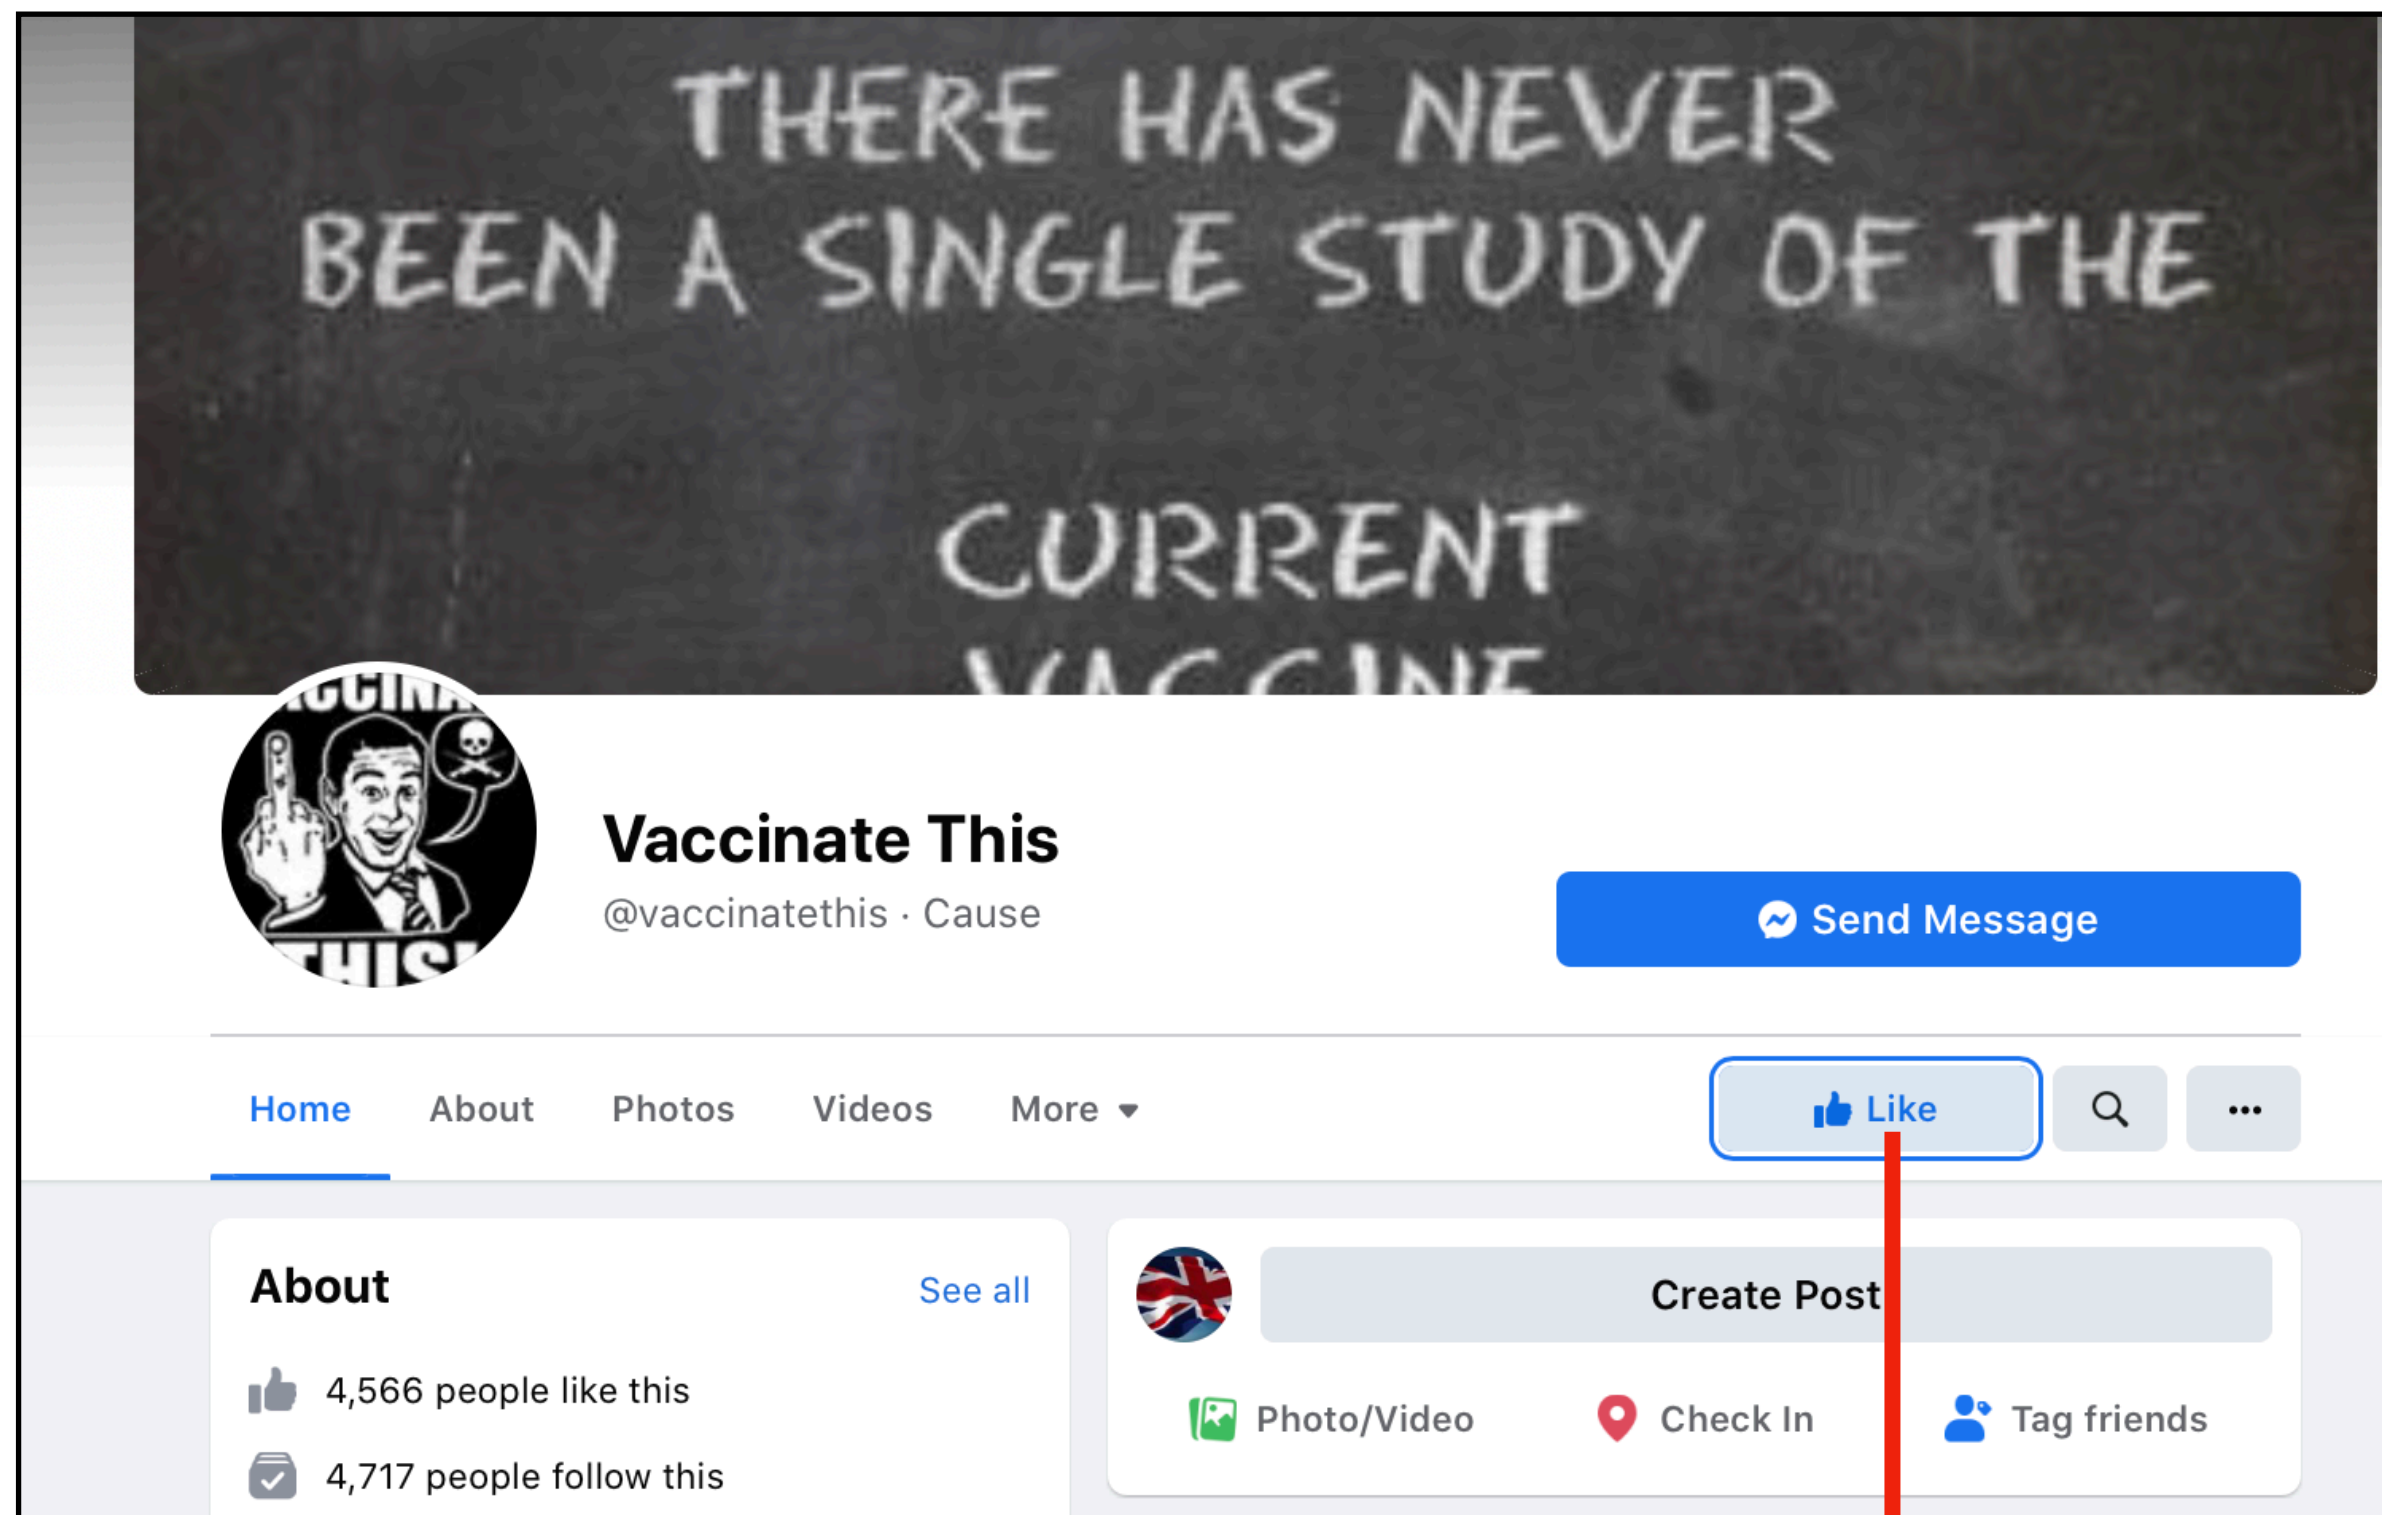 THERE HAS NEVER
BEEN A SINGLE STUDY OF THE
CURRENT
VACCINE
THIS!
Vaccinate This
@vaccinatethis · Cause
Send Message
Home About Photos Videos More
Like
About
See all
4,566 people like this
4,717 people follow this
Create Post
Photo/Video Check In Tag friends